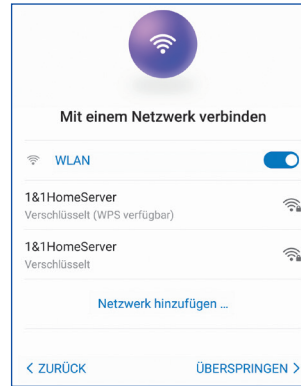 Mit einem Netzwerk verbinden
WLAN
1&1HomeServer
Verschlüsselt (WPS verfügbar)
1&1HomeServer
Verschlüsselt
Netzwerk hinzufügen ...
< ZURÜCK
ÜBERSPRINGEN >